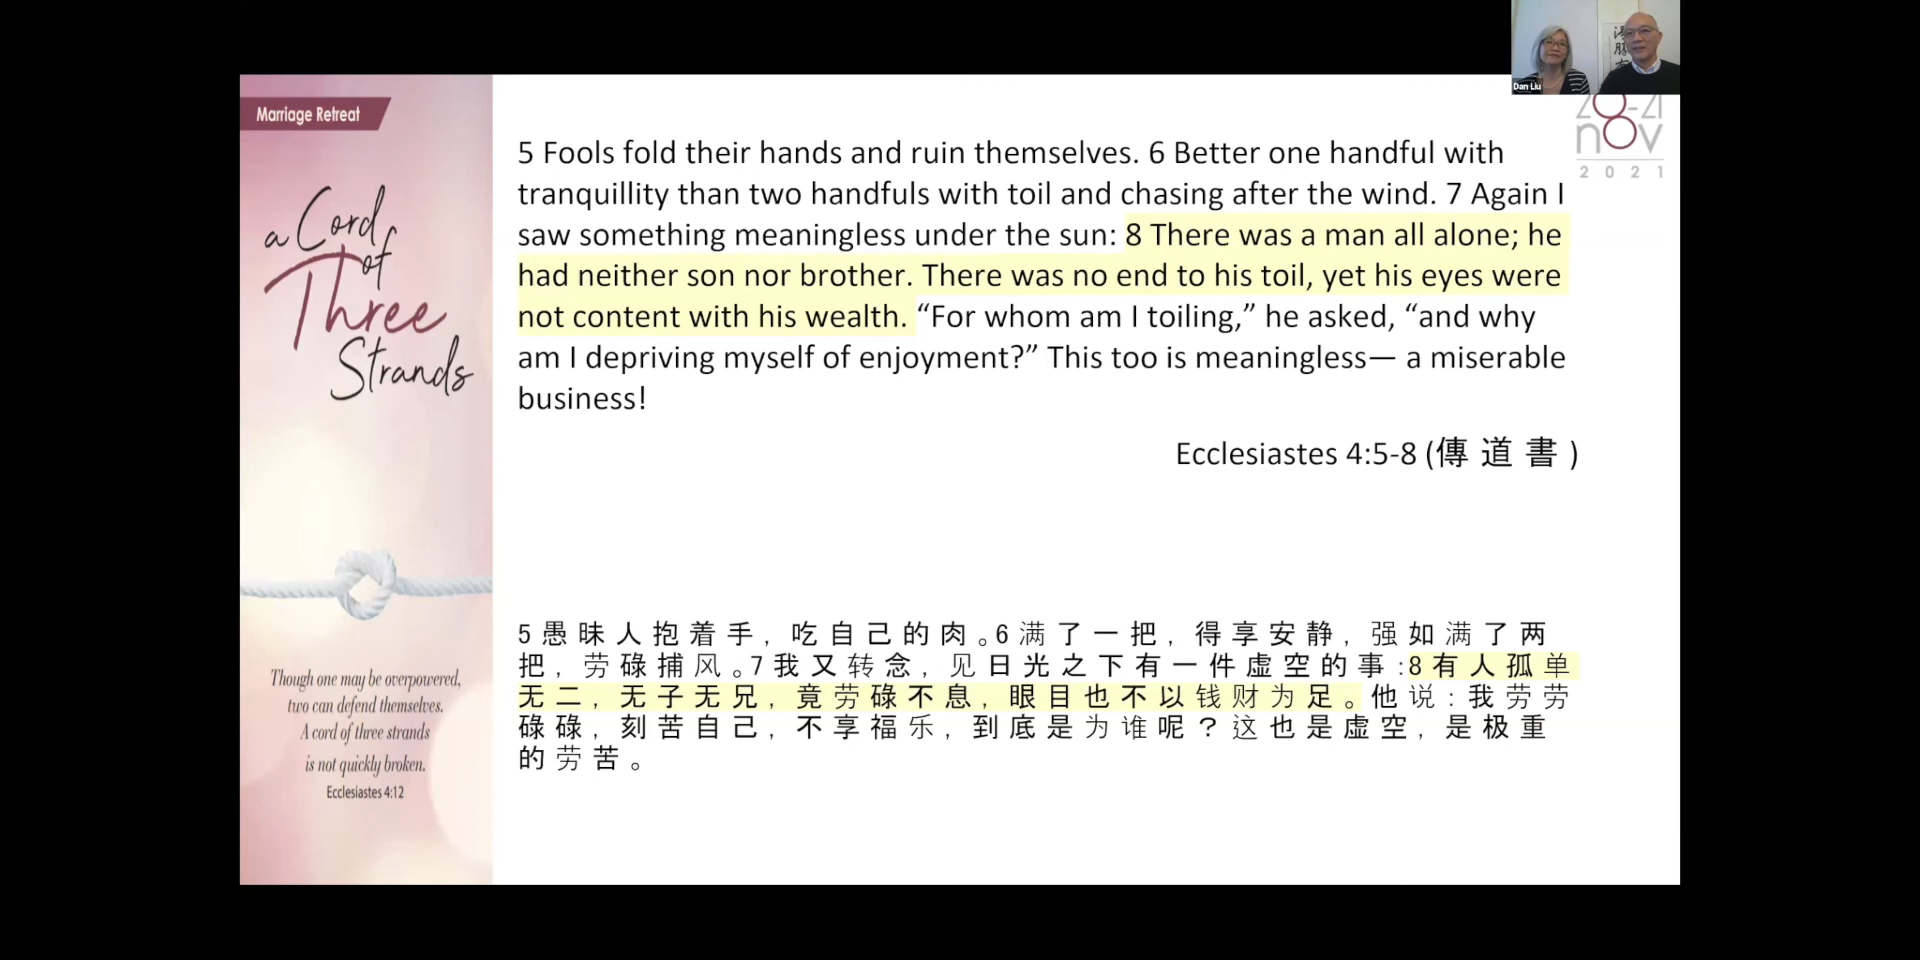 Marriage Retreat
a Cord
of
Three
Strands
Though one may be overpowered,
two can defend themselves.
A cord of three strands
is not quickly broken.
Ecclesiastes 4:12
Dan Liu
20-21
nov
2021
5 Fools fold their hands and ruin themselves. 6 Better one handful with
tranquillity than two handfuls with toil and chasing after the wind. 7 Again I
saw something meaningless under the sun: 8 There was a man all alone; he
had neither son nor brother. There was no end to his toil, yet his eyes were
not content with his wealth. “For whom am I toiling,” he asked, “and why
am I depriving myself of enjoyment?” This too is meaningless— a miserable
business!
Ecclesiastes 4:5-8 (傳道書)
5愚昧人抱着手，吃自己的肉。6满了一把，得享安静，强如满了两
把，劳碌捕风。7我又转念，见日光之下有一件虚空的事:8有人孤单
无二，无子无兄，竟劳碌不息，眼目也不以钱财为足。他说：我劳劳
碌碌，刻苦自己，不享福乐，到底是为谁呢？这也是虚空，是极重
的劳苦。